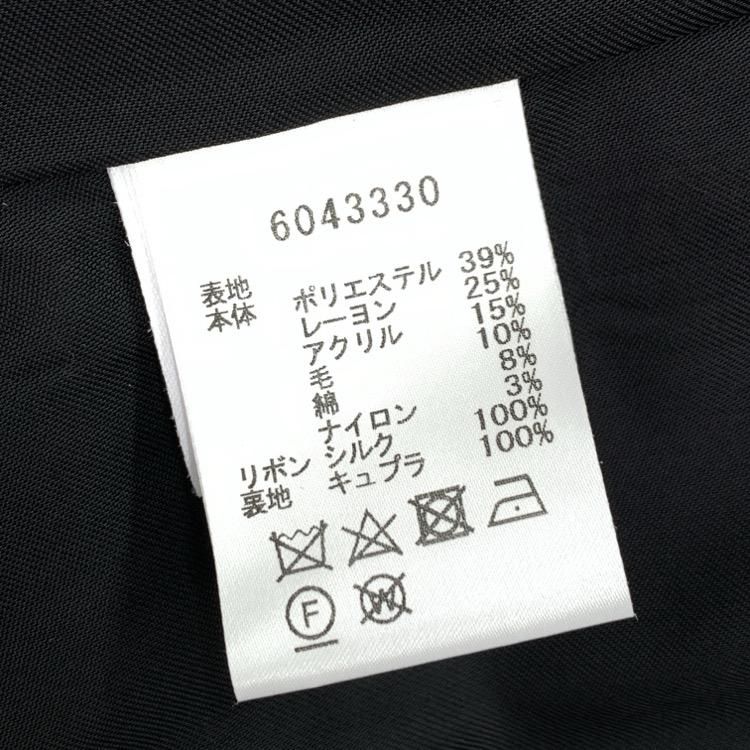 6043330
表地 ポリエステル 39%
本体 レーヨン 25%
アクリル 15%
毛 10%
綿 8%
ナイロン 3%
リボン シルク 100%
裏地 キュプラ 100%
F W